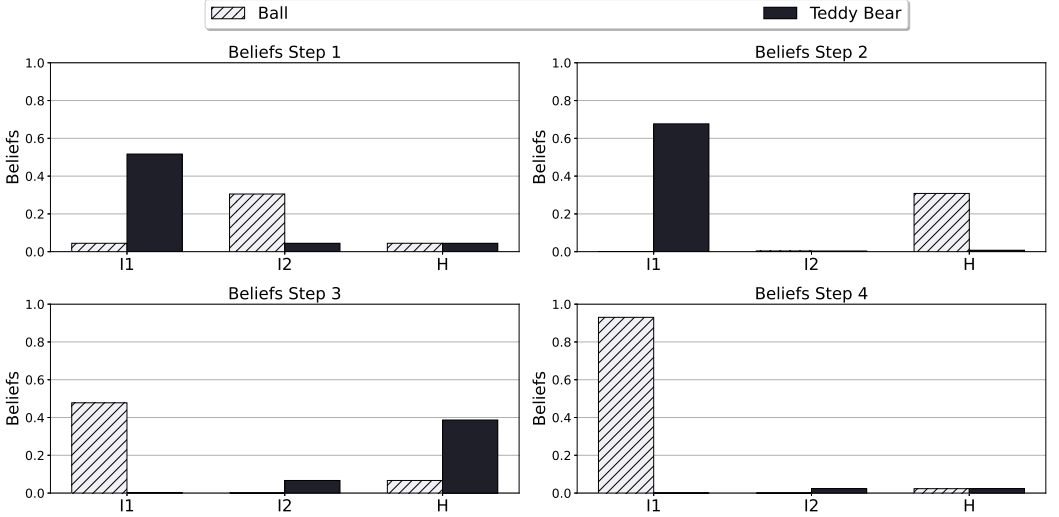 Ball Teddy Bear
Beliefs Step 1
Beliefs
1.0
0.8
0.6
0.4
0.2
0.0
I1 I2 H
Beliefs Step 2
Beliefs
1.0
0.8
0.6
0.4
0.2
0.0
I1 I2 H
Beliefs Step 3
Beliefs
1.0
0.8
0.6
0.4
0.2
0.0
I1 I2 H
Beliefs Step 4
Beliefs
1.0
0.8
0.6
0.4
0.2
0.0
I1 I2 H